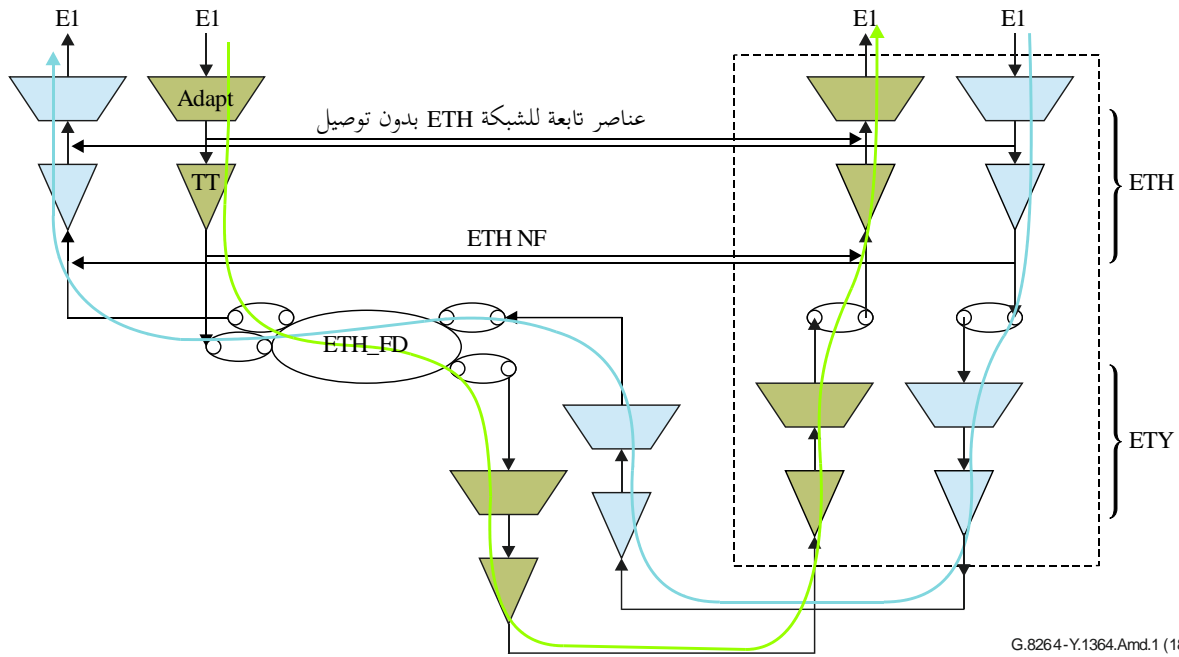 E1 E1 E1 E1
Adapt
عناصر تابعة للشبكة ETH بدون توصيل
TT
ETH
ETH NF
ETH_FD
ETY
G.8264-Y.1364.Amd.1 (18